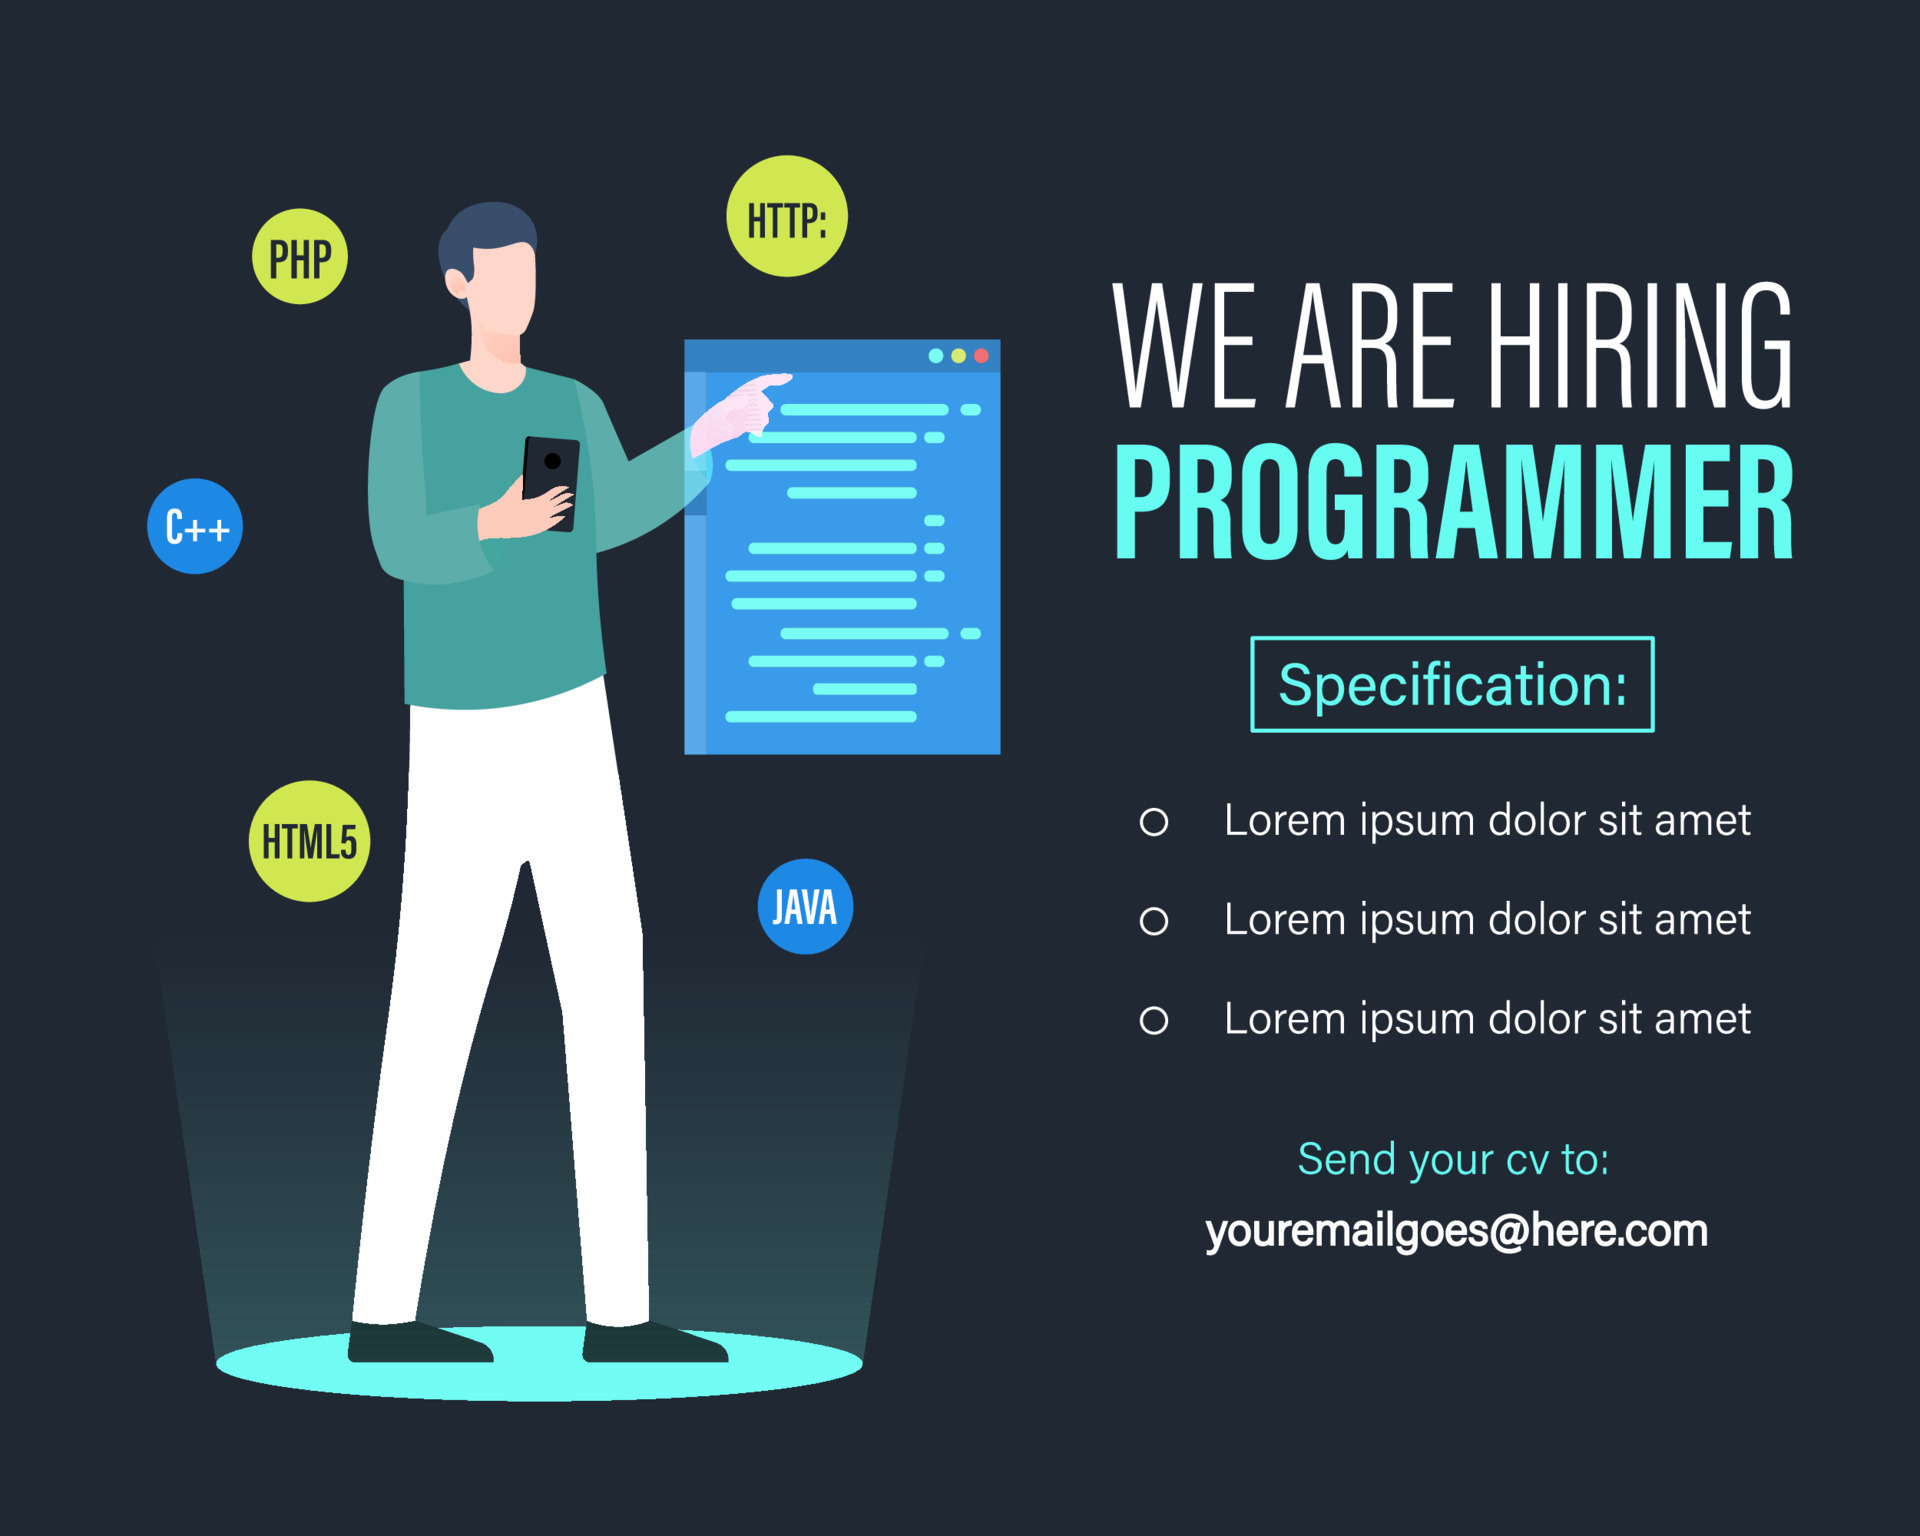 HTTP:
PHP
C++
HTML5
JAVA
WE ARE HIRING
PROGRAMMER
Specification:
Lorem ipsum dolor sit amet
Lorem ipsum dolor sit amet
Lorem ipsum dolor sit amet
Send your cv to:
youremailgoes@here.com